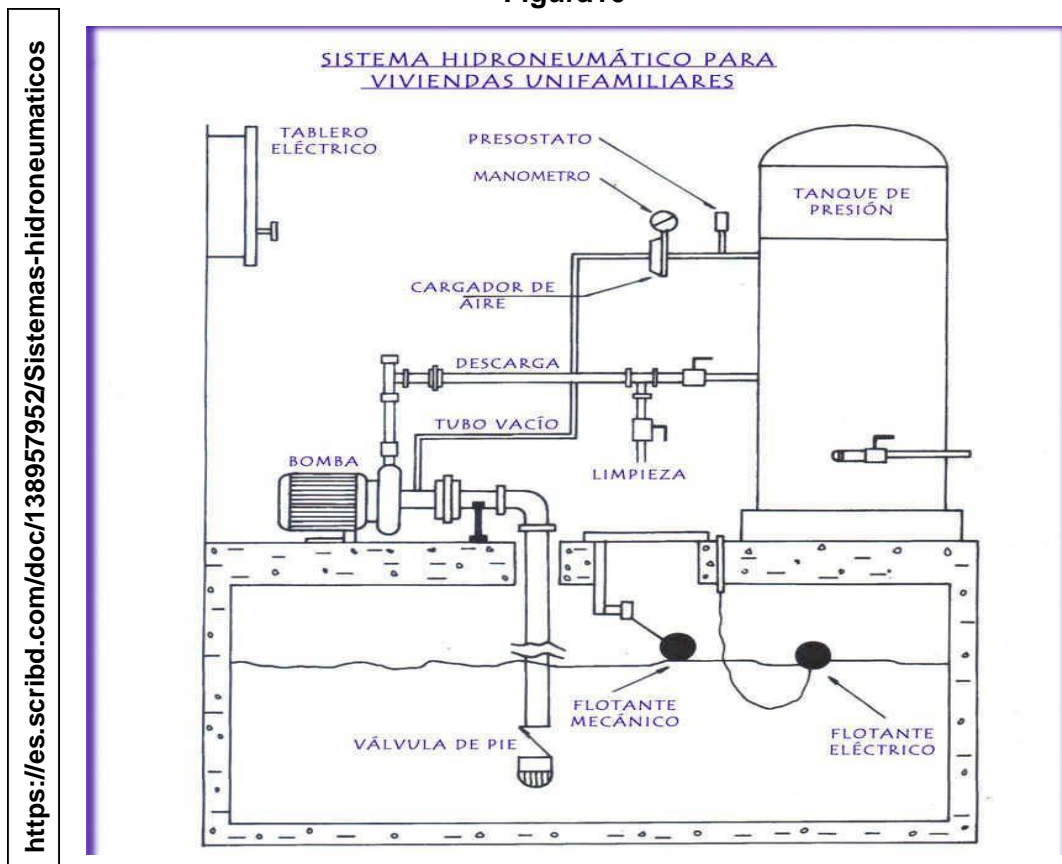 https://es.scribd.com/doc/138957952/Sistemas-hidroneumaticos
SISTEMA HIDRONEUMÁTICO PARA
VIVIENDAS UNIFAMILIARES
TABLERO
ELÉCTRICO
PRESOSTATO
MANOMETRO
TANQUE DE
PRESIÓN
CARGADOR DE
AIRE
DESCARGA
TUBO VACÍO
BOMBA
LIMPIEZA
FLOTANTE
MECÁNICO
VÁLVULA DE PIE
FLOTANTE
ELÉCTRICO